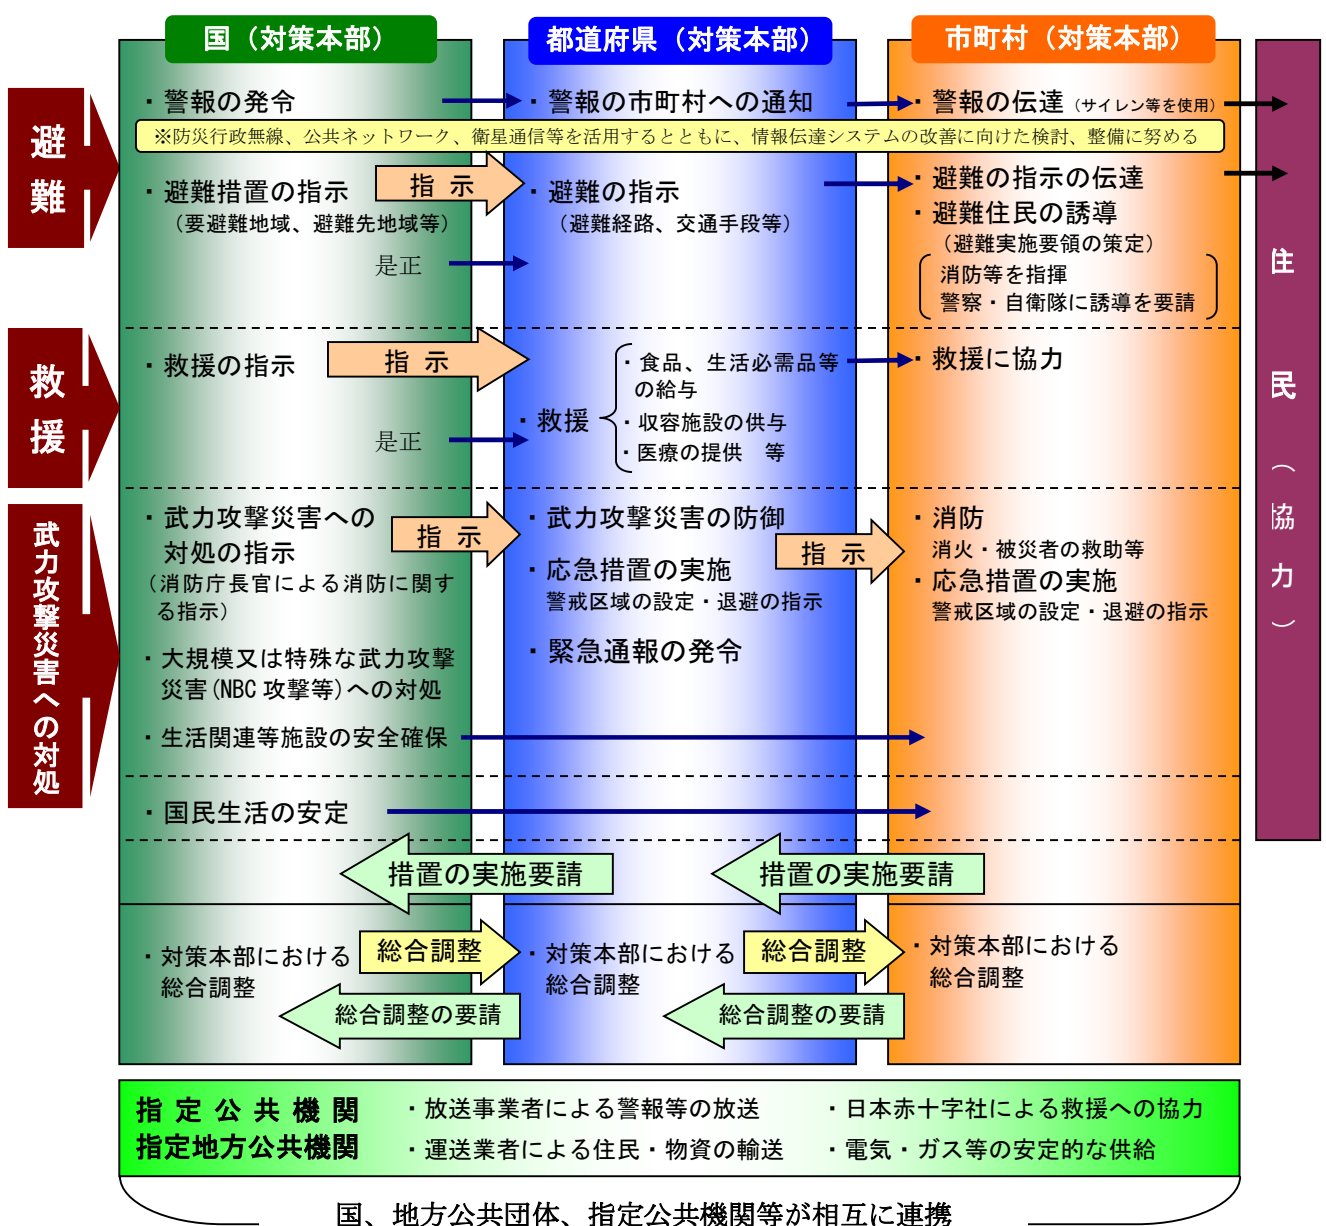 国（対策本部）
都道府県（対策本部）
市町村（対策本部）
避難
・警報の発令
・警報の市町村への通知
・警報の伝達（サイレン等を使用）
※防災行政無線、公共ネットワーク、衛星通信等を活用するとともに、情報伝達システムの改善に向けた検討、整備に努める
・避難措置の指示
（要避難地域、避難先地域等）
指示
是正
・避難の指示
（避難経路、交通手段等）
・避難の指示の伝達
・避難住民の誘導
（避難実施要領の策定）
消防等を指揮
警察・自衛隊に誘導を要請
救援
・救援の指示
指示
是正
・救援
・食品、生活必需品等
の給与
・収容施設の供与
・医療の提供　等
・救援に協力
武力攻撃災害への対処
・武力攻撃災害への
対処の指示
（消防庁長官による消防に関す
る指示）
・大規模又は特殊な武力攻撃
災害(NBC 攻撃等)への対処
・生活関連等施設の安全確保
指示
・武力攻撃災害の防御
・応急措置の実施
警戒区域の設定・退避の指示
・緊急通報の発令
指示
・消防
消火・被災者の救助等
・応急措置の実施
警戒区域の設定・退避の指示
・国民生活の安定
措置の実施要請
措置の実施要請
・対策本部における
総合調整
総合調整
総合調整の要請
・対策本部における
総合調整
総合調整
総合調整の要請
・対策本部における
総合調整
住民（協力）
指定公共機関
指定地方公共機関
・放送事業者による警報等の放送
・日本赤十字社による救援への協力
・運送業者による住民・物資の輸送
・電気・ガス等の安定的な供給
国、地方公共団体、指定公共機関等が相互に連携